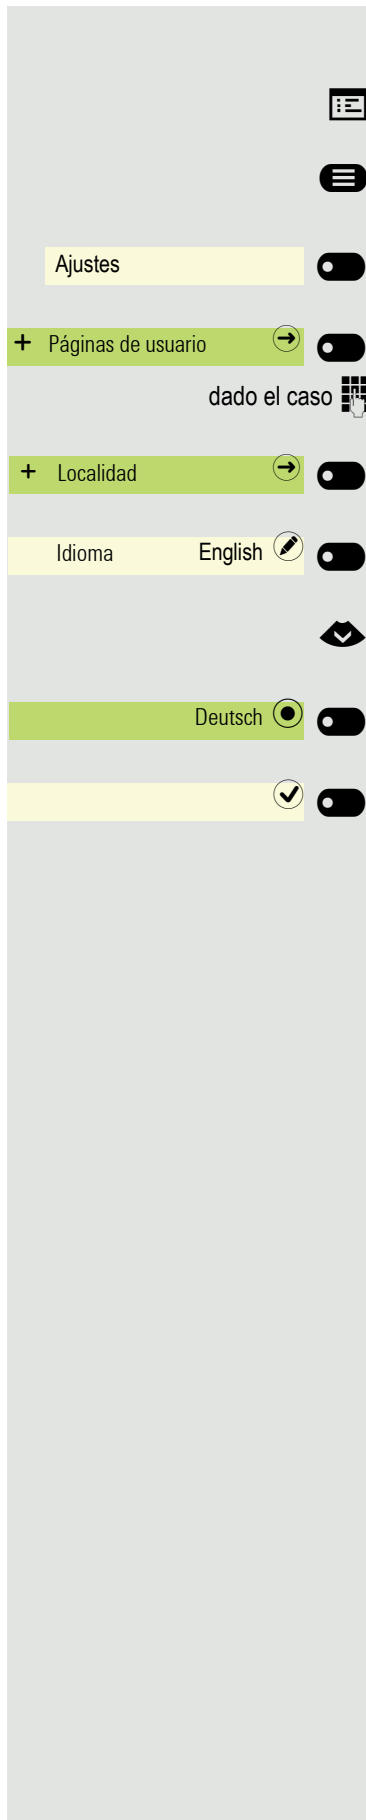 Ajustes
+ Páginas de usuario
dado el caso
+ Localidad
Idioma English
Deutsch